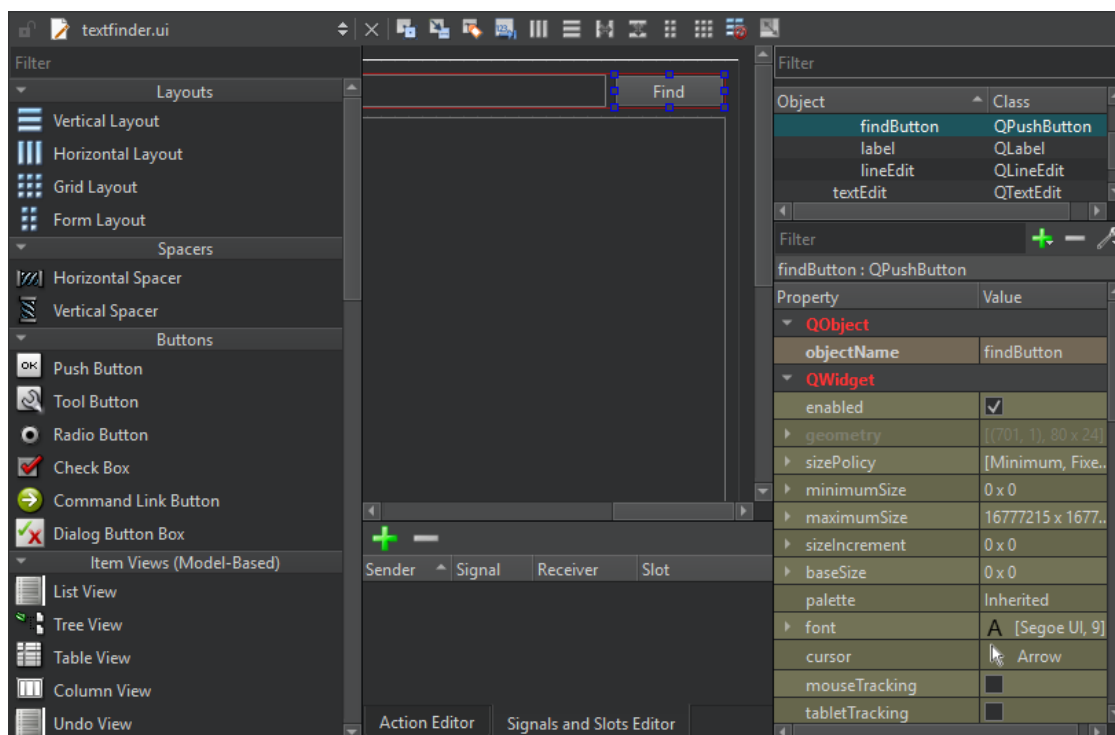 textfinder.ui
Filter
Layouts
Vertical Layout
Horizontal Layout
Grid Layout
Form Layout
Spacers
Horizontal Spacer
Vertical Spacer
Buttons
OK Push Button
Tool Button
Radio Button
Check Box
Command Link Button
Dialog Button Box
Item Views (Model-Based)
List View
Tree View
Table View
Column View
Undo View
Find
Sender Signal Receiver Slot
Action Editor Signals and Slots Editor
Filter
Object Class
findButton QPushButton
label QLabel
lineEdit QLineEdit
textEdit QTextEdit
Filter
findButton : QPushButton
Property Value
QObject
objectName findButton
QWidget
enabled
geometry [(701, 1), 80 x 24]
sizePolicy [Minimum, Fixe..
minimumSize 0 x 0
maximumSize 16777215 x 1677..
sizeIncrement 0 x 0
baseSize 0 x 0
palette Inherited
font A [Segoe UI, 9]
cursor Arrow
mouseTracking
tabletTracking